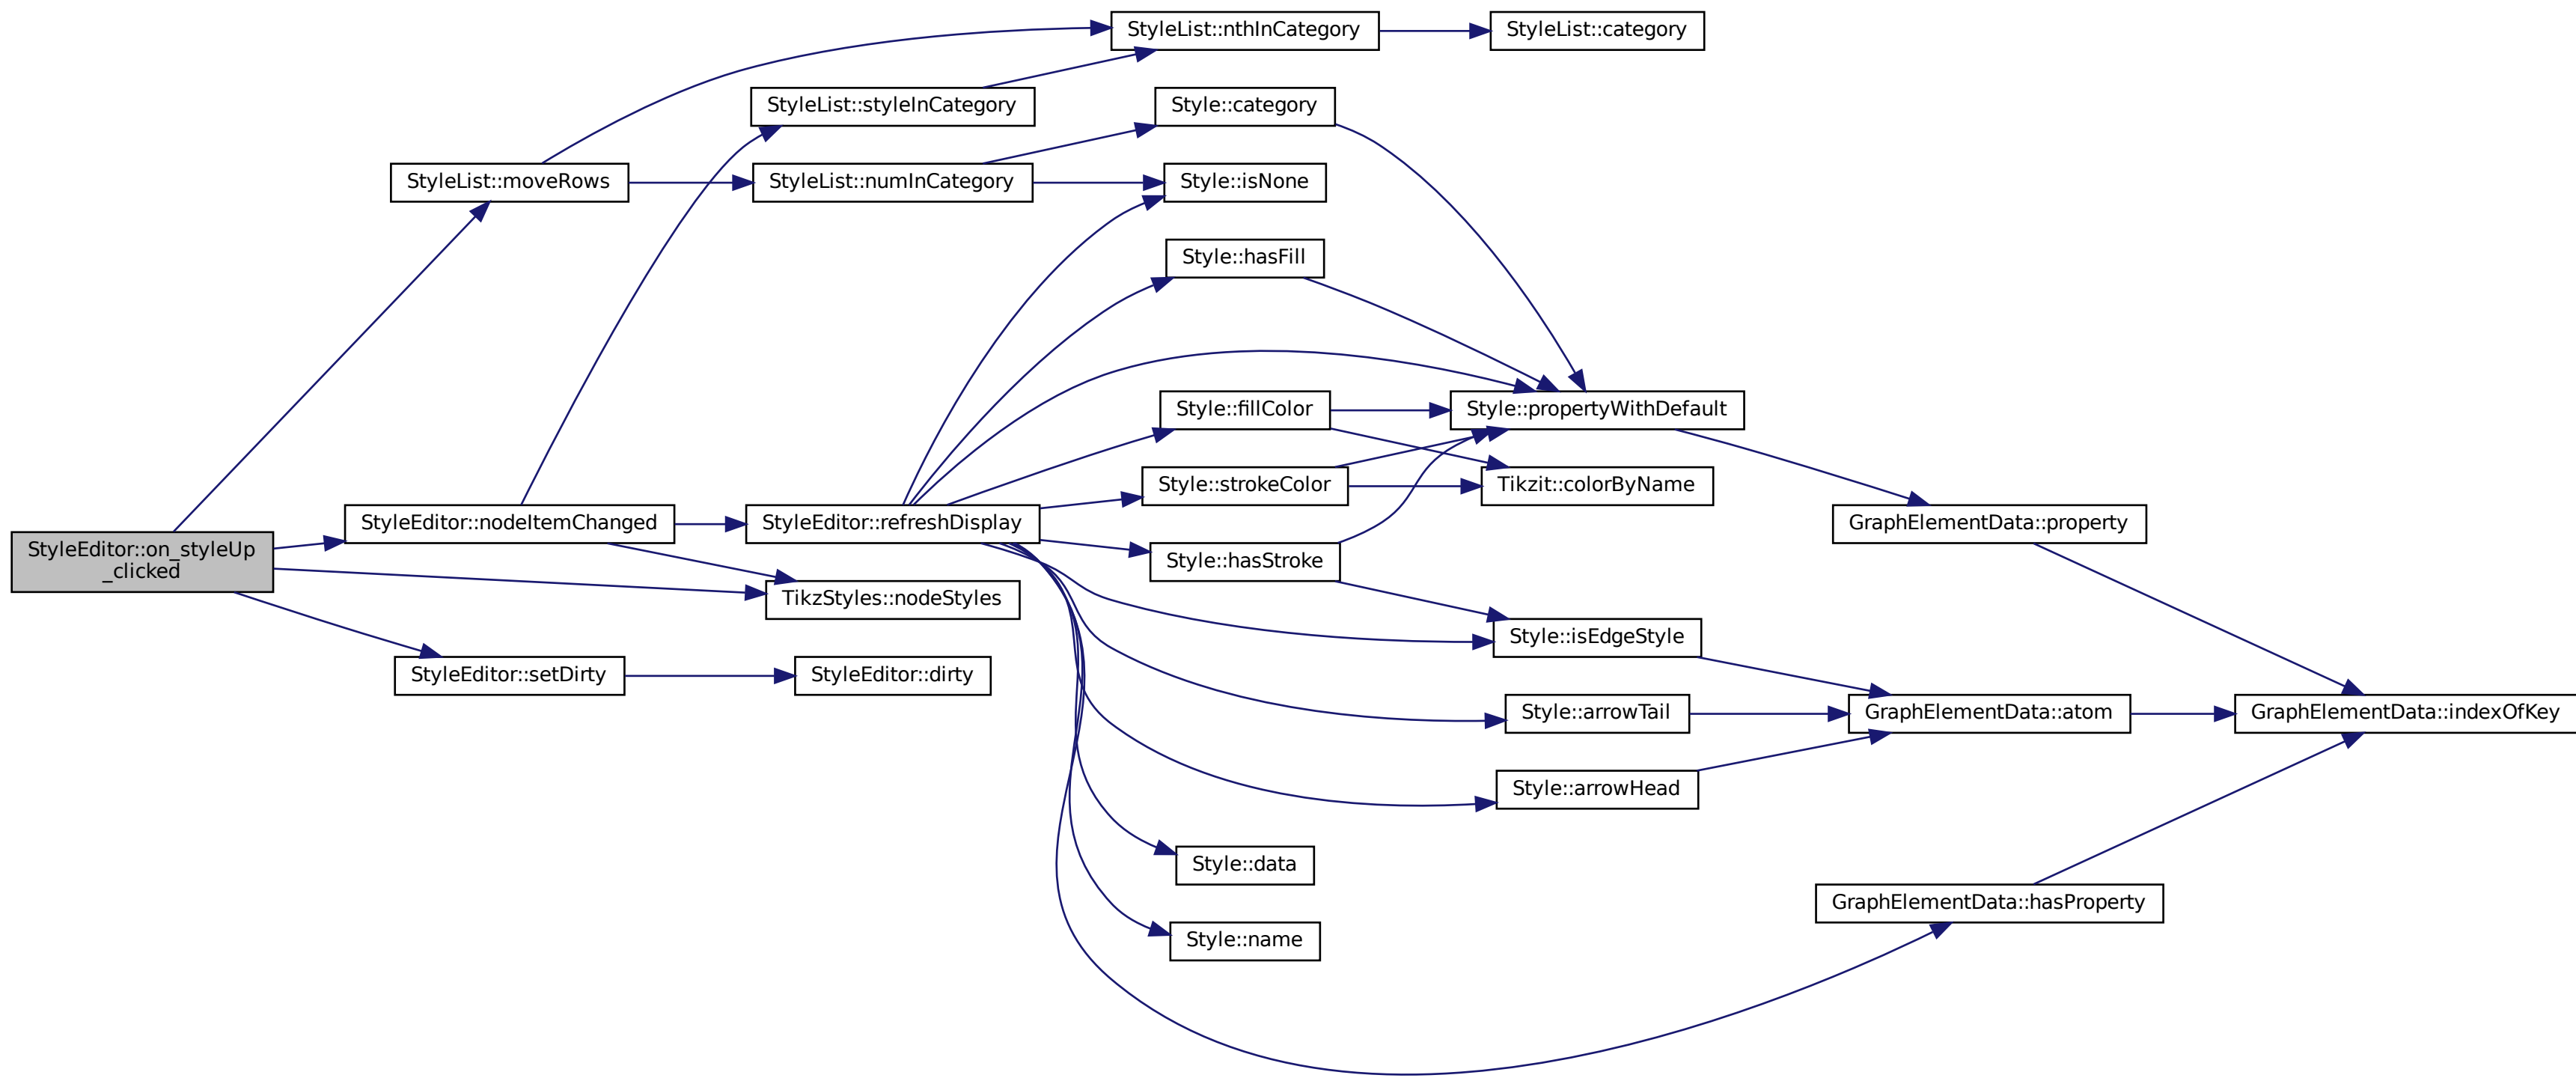 StyleList::nthInCategory
StyleList::category
StyleList::styleInCategory
Style::category
StyleList::moveRows
StyleList::numInCategory
Style::isNone
Style::hasFill
Style::fillColor
Style::propertyWithDefault
Style::strokeColor
Tikzit::colorByName
StyleEditor::nodeItemChanged
StyleEditor::refreshDisplay
GraphElementData::property
StyleEditor::on_styleUp
_clicked
Style::hasStroke
TikzStyles::nodeStyles
Style::isEdgeStyle
StyleEditor::setDirty
StyleEditor::dirty
Style::arrowTail
GraphElementData::atom
GraphElementData::indexOfKey
Style::arrowHead
Style::data
GraphElementData::hasProperty
Style::name